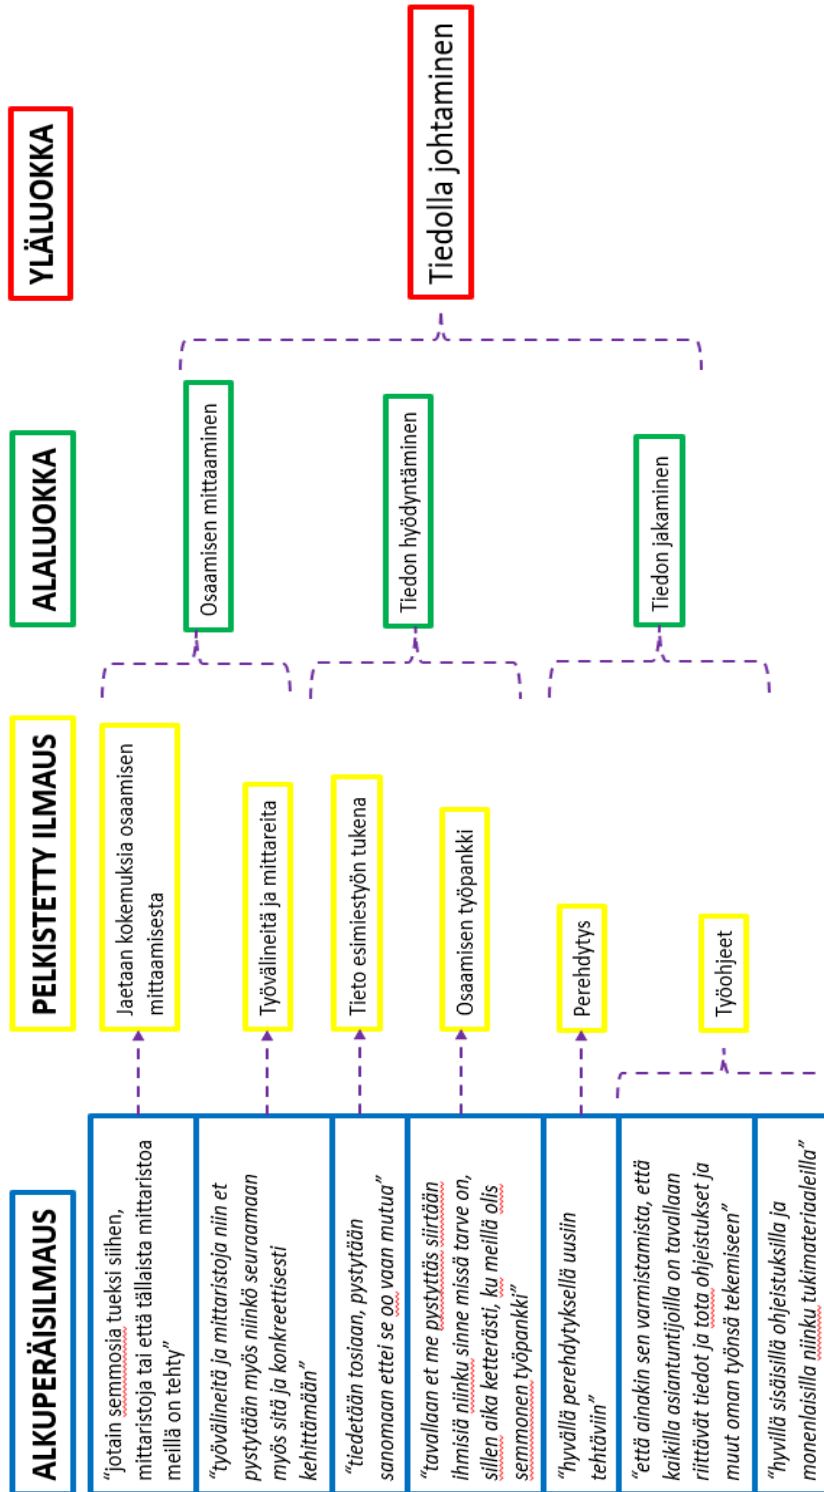 ALKUPERÄISILMAUS
PELKISTETTY ILMAUS
ALALUOKKA
YLÄLUOKKA
”jotain semmosia tueksi siihen,
mittaristoja tai että tällaista mittaristoa
meillä on tehty”
Jaetaan kokemuksia osaamisen
mittaamisesta
”työvälineitä ja mittaristoja niin et
pystytään myös niinkö seuraamaan
myös sitä ja konkreettisesti
kehittämään”
Työvälineitä ja mittareita
Osaamisen mittaaminen
”tiedetään tosiaan, pystytään
sanomaan ettei se oo vaan mutua”
Tieto esimiestyön tukena
”tavallaan et me pystyttäs siirtään
ihmisiä niinku sinne missä tarve on,
sillen aika ketterästi, ku meillä olis
semmonen työpankki”
Osaamisen työpankki
Tiedon hyödyntäminen
Tiedolla johtaminen
”hyvällä perehdytyksellä uusiin
tehtäviin”
Perehdytys
”että ainakin sen varmistamista, että
kaikilla asiantuntijoilla on tavallaan
riittävät tiedot ja tota ohjeistukset ja
muut oman työnsä tekemiseen”
Työohjeet
Tiedon jakaminen
”hyvillä sisäisillä ohjeistuksilla ja
monenlaisilla niinku tukimateriaaleilla”